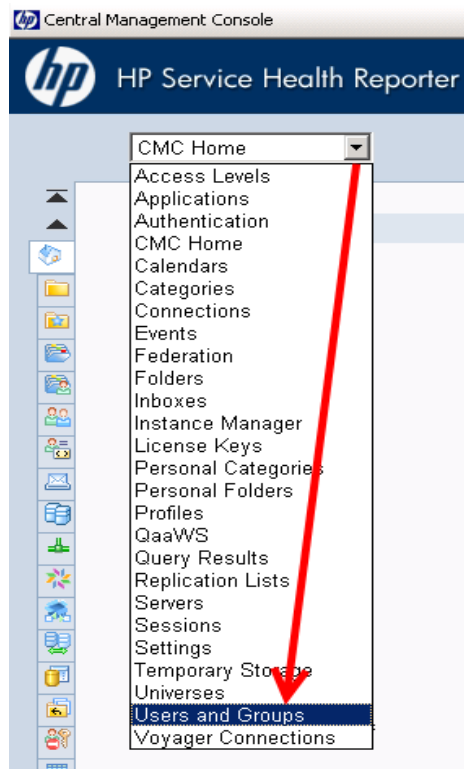 Central Management Console
hp
HP Service Health Reporter
CMC Home
Access Levels
Applications
Authentication
CMC Home
Calendars
Categories
Connections
Events
Federation
Folders
Inboxes
Instance Manager
License Keys
Personal Categories
Personal Folders
Profiles
QaaWS
Query Results
Replication Lists
Servers
Sessions
Settings
Temporary Storage
Universes
Users and Groups
Voyager Connections